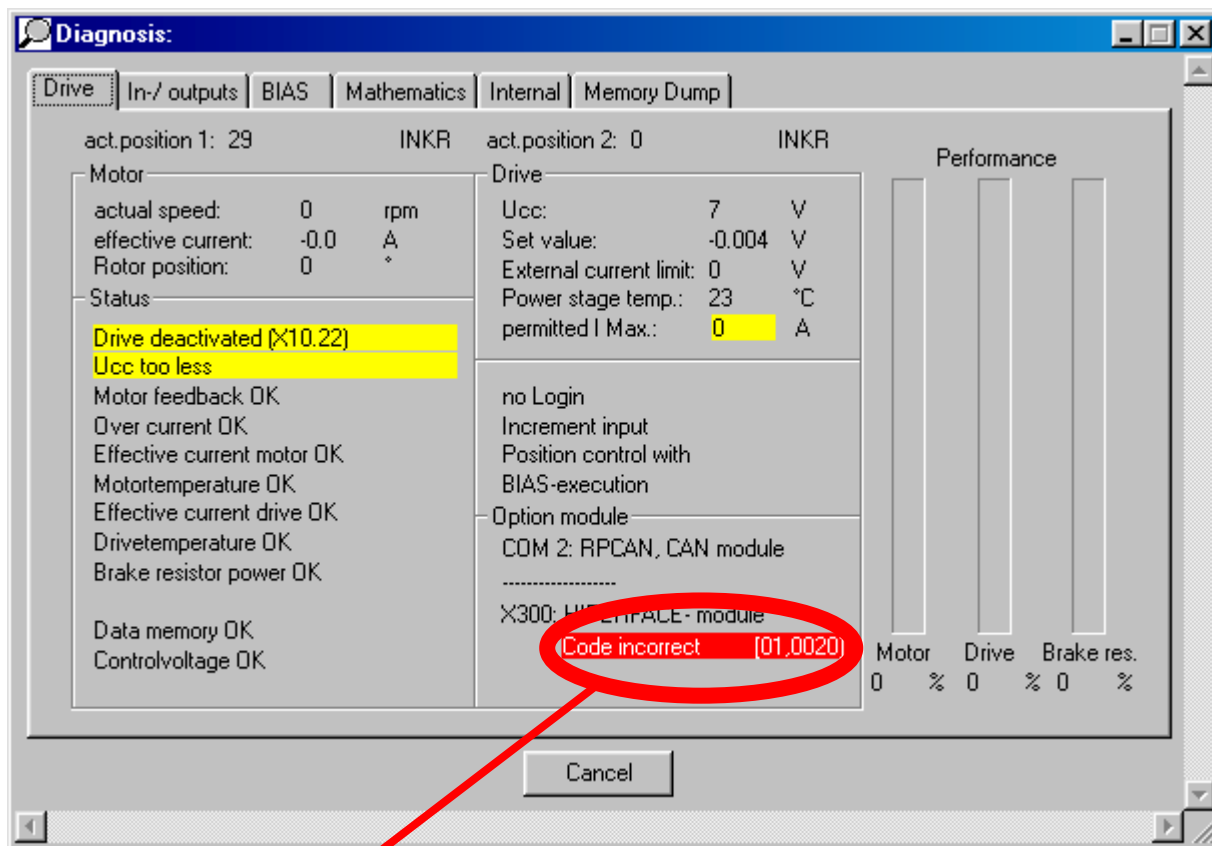 Diagnosis:
Drive In-/ outputs BIAS Mathematics Internal Memory Dump
act.position 1: 29 INKR act.position 2: 0 INKR
Motor
actual speed: 0 rpm
effective current: -0.0 A
Rotor position: 0 °
Status
Drive deactivated (X10.22)
Ucc too less
Motor feedback OK
Over current OK
Effective current motor OK
Motortemperature OK
Effective current drive OK
Drivetemperature OK
Brake resistor power OK
Data memory OK
Controlvoltage OK
Drive
Ucc: 7 V
Set value: -0.004 V
External current limit: 0 V
Power stage temp.: 23 °C
permitted I Max.: 0 A
no Login
Increment input
Position control with
BIAS-execution
Option module
COM 2: RPCAN, CAN module
-------------------
X300: module
(Code incorrect [01,0020)
Performance
Motor Drive Brake res.
0 % 0 % 0 %
Cancel